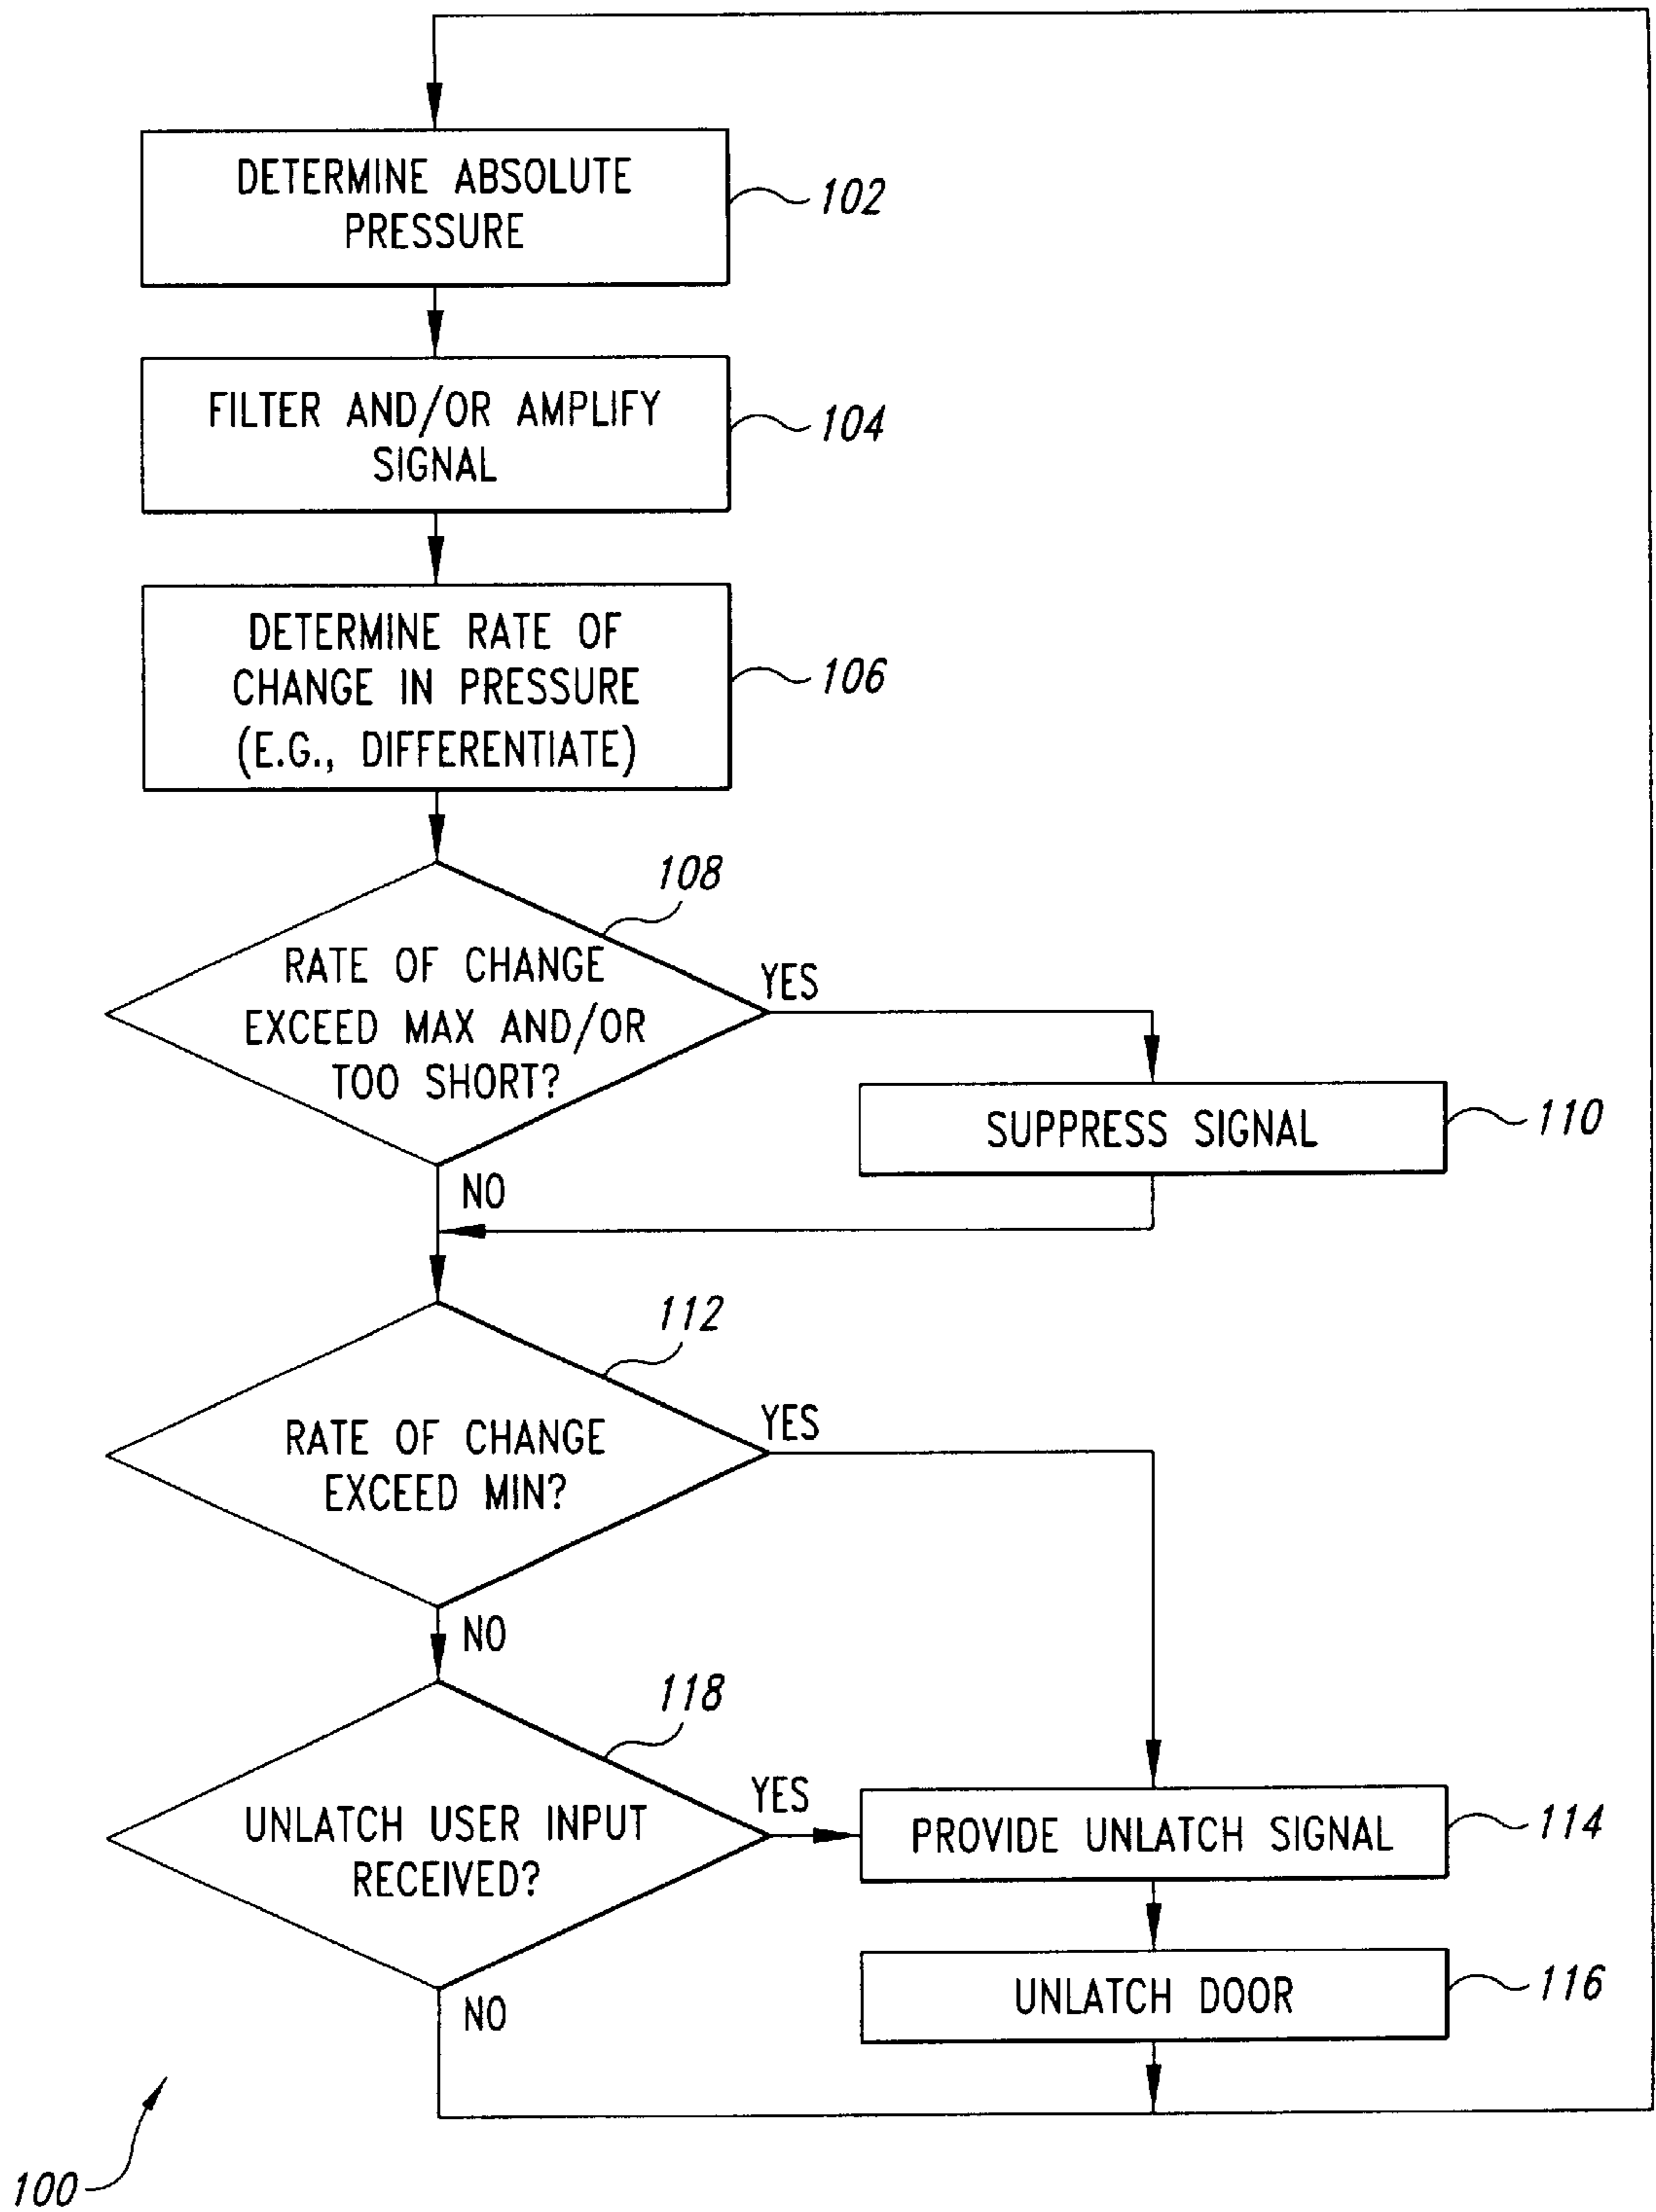 DETERMINE ABSOLUTE
PRESSURE
102
FILTER AND/OR AMPLIFY
SIGNAL
104
DETERMINE RATE OF
CHANGE IN PRESSURE
(E.G., DIFFERENTIATE)
106
108
RATE OF CHANGE
EXCEED MAX AND/OR
TOO SHORT?
YES
SUPPRESS SIGNAL
110
NO
112
RATE OF CHANGE
EXCEED MIN?
YES
NO
118
UNLATCH USER INPUT
RECEIVED?
YES
PROVIDE UNLATCH SIGNAL
114
UNLATCH DOOR
116
NO
100